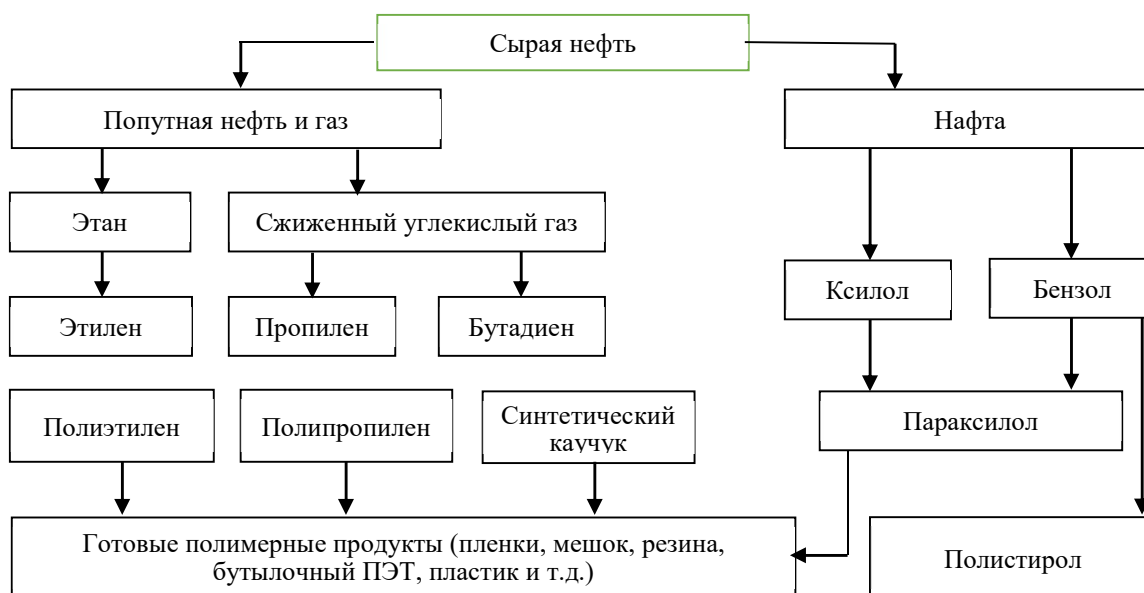 Сырая нефть
Попутная нефть и газ
Нафта
Этан
Сжиженный углекислый газ
Ксилол
Бензол
Этилен
Пропилен
Бутадиен
Полиэтилен
Полипропилен
Синтетический
каучук
Параксилол
Готовые полимерные продукты (пленки, мешок, резина,
бутылочный ПЭТ, пластик и т.д.)
Полистирол